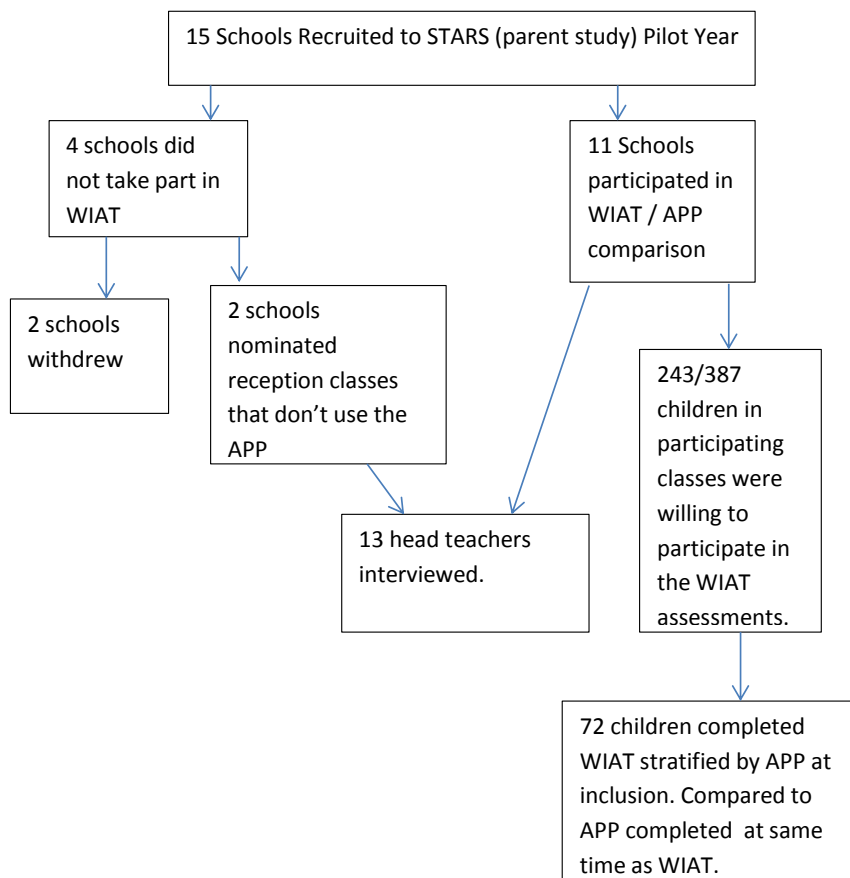 15 Schools Recruited to STARS (parent study) Pilot Year
4 schools did
not take part in
WIAT
11 Schools
participated in
WIAT / APP
comparison
2 schools
withdrew
2 schools
nominated
reception classes
that don’t use the
APP
243/387
children in
participating
classes were
willing to
participate in
the WIAT
assessments.
13 head teachers
interviewed.
72 children completed
WIAT stratified by APP at
inclusion. Compared to
APP completed at same
time as WIAT.